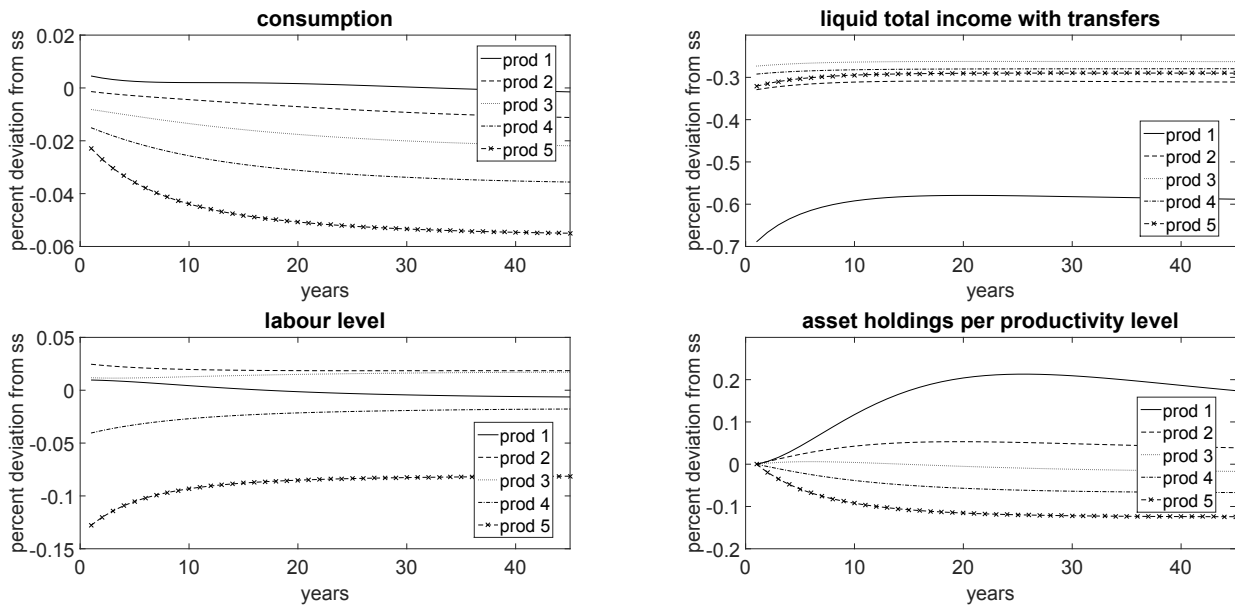 consumption
percent deviation from ss
0.02
0
-0.02
-0.04
-0.06
0
10
20
30
40
years
prod 1
prod 2
prod 3
prod 4
prod 5
liquid total income with transfers
percent deviation from ss
-0.3
-0.4
-0.5
-0.6
-0.7
0
10
20
30
40
years
prod 1
prod 2
prod 3
prod 4
prod 5
labour level
percent deviation from ss
0.05
0
-0.05
-0.1
-0.15
0
10
20
30
40
years
prod 1
prod 2
prod 3
prod 4
prod 5
asset holdings per productivity level
percent deviation from ss
0.2
0.1
0
-0.1
-0.2
0
10
20
30
40
years
prod 1
prod 2
prod 3
prod 4
prod 5